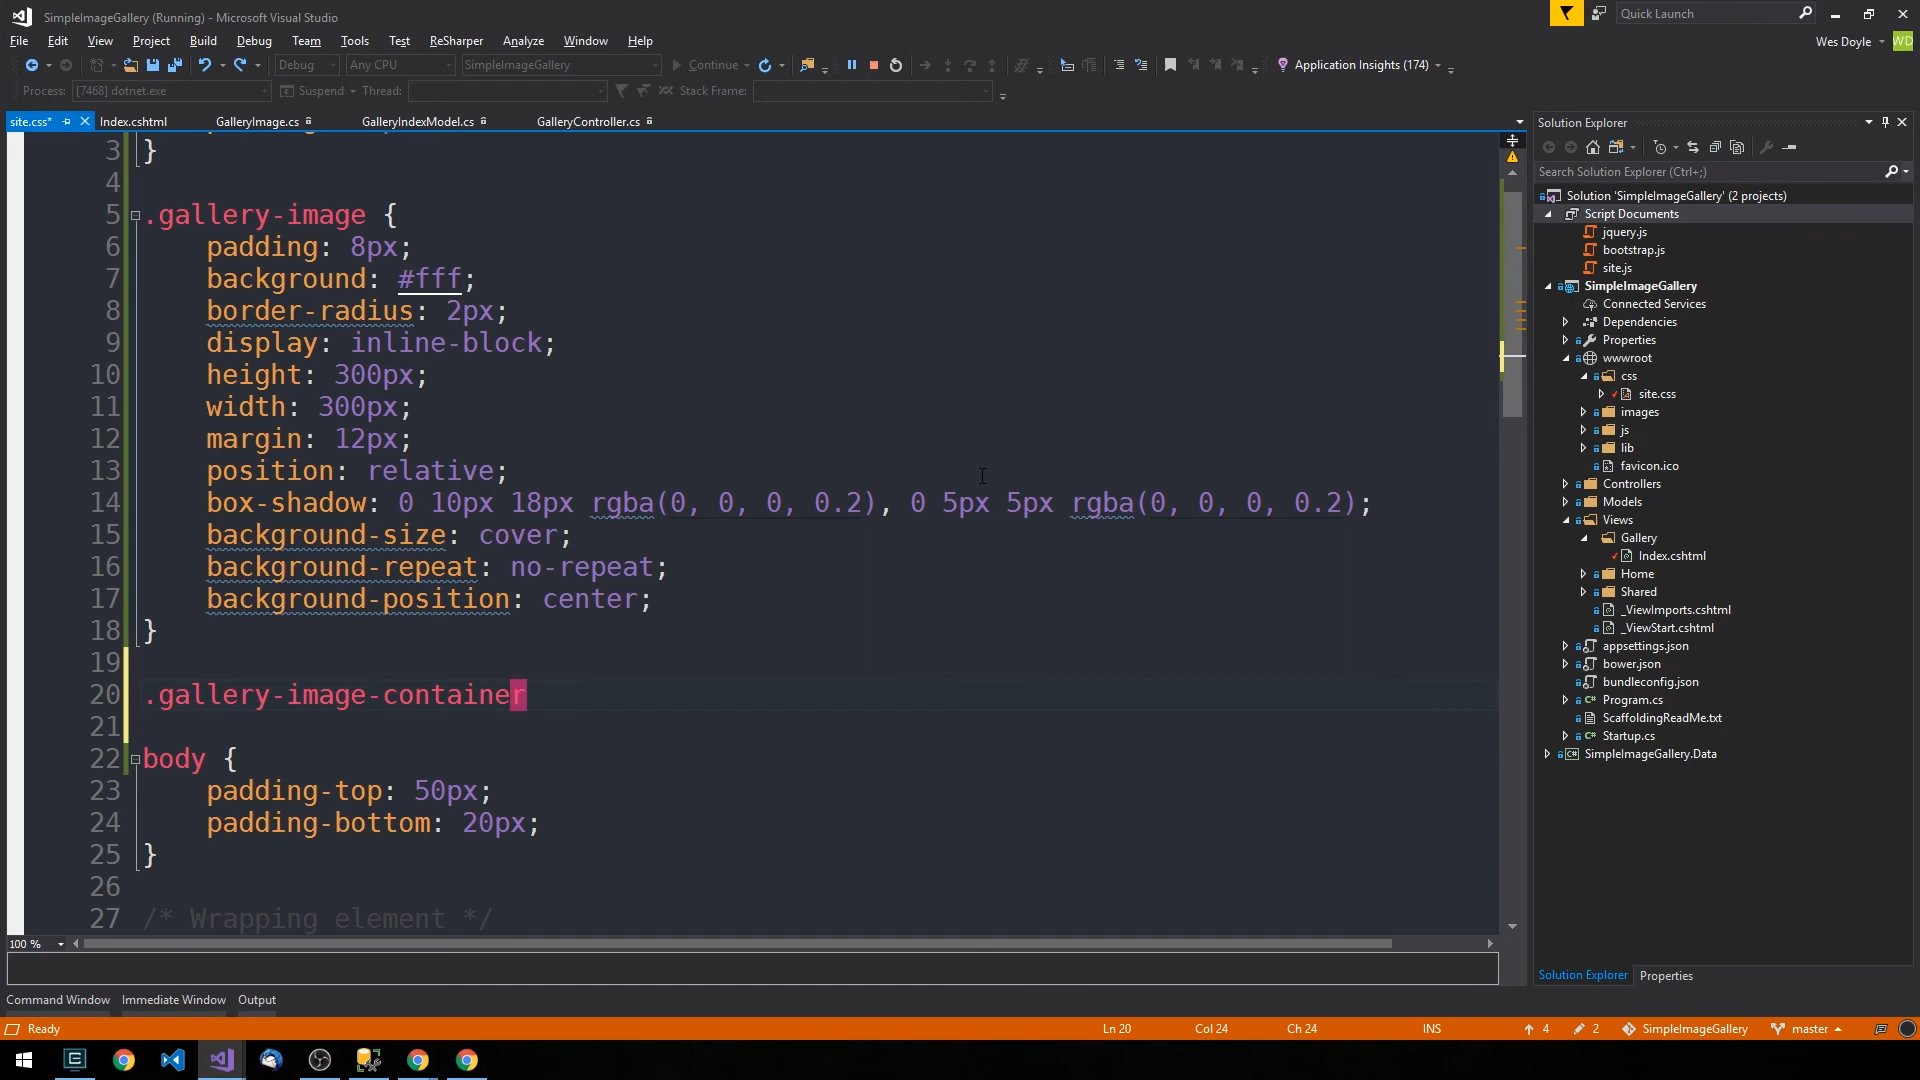 SimpleImageGallery (Running) - Microsoft Visual Studio
Quick Launch
File Edit View Project Build Debug Team Tools Test ReSharper Analyze Window Help
Wes Doyle WD
Debug Any CPU SimpleImageGallery Continue Application Insights (174)
Process: [7468] dotnet.exe Suspend Thread: Stack Frame:
site.css* Index.cshtml GalleryImage.cs GalleryIndexModel.cs GalleryController.cs
3 }
4
5 .gallery-image {
6 padding: 8px;
7 background: #fff;
8 border-radius: 2px;
9 display: inline-block;
10 height: 300px;
11 width: 300px;
12 margin: 12px;
13 position: relative;
14 box-shadow: 0 10px 18px rgba(0, 0, 0, 0.2), 0 5px 5px rgba(0, 0, 0, 0.2);
15 background-size: cover;
16 background-repeat: no-repeat;
17 background-position: center;
18 }
19
20 .gallery-image-container
21
22 body {
23 padding-top: 50px;
24 padding-bottom: 20px;
25 }
26
27 /* Wrapping element */
100 %
Command Window Immediate Window Output
Solution Explorer
Search Solution Explorer (Ctrl+;)
Solution 'SimpleImageGallery' (2 projects)
Script Documents
jquery.js
bootstrap.js
site.js
SimpleImageGallery
Connected Services
Dependencies
Properties
wwwroot
css
site.css
images
js
lib
favicon.ico
Controllers
Models
Views
Gallery
Index.cshtml
Home
Shared
_ViewImports.cshtml
_ViewStart.cshtml
appsettings.json
bower.json
bundleconfig.json
Program.cs
ScaffoldingReadMe.txt
Startup.cs
SimpleImageGallery.Data
Solution Explorer Properties
Ready Ln 20 Col 24 Ch 24 INS 4 2 SimpleImageGallery master